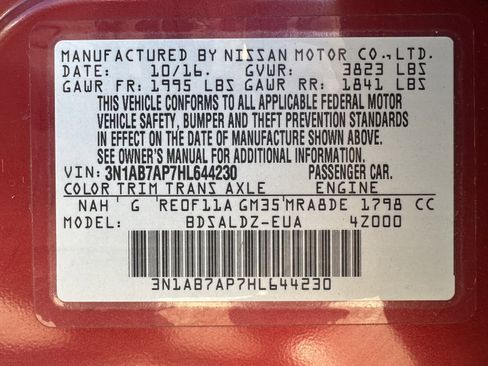 MANUFACTURED BY NISSAN MOTOR CO.,LTD.
DATE: 10/16. GVWR: 3823 LBS
GAWR FR: 1995 LBS GAWR RR: 1841 LBS
THIS VEHICLE CONFORMS TO ALL APPLICABLE FEDERAL MOTOR
VEHICLE SAFETY, BUMPER AND THEFT PREVENTION STANDARDS
IN EFFECT ON THE DATE OF MANUFACTURE SHOWN ABOVE.
SEE OWNER'S MANUAL FOR ADDITIONAL INFORMATION.
VIN: 3N1AB7AP7HL644230 PASSENGER CAR.
COLOR TRIM TRANS AXLE ENGINE
NAH G RE0F11A GM35 MRA8DE 1798 CC
MODEL: BDSALDZ-EUA 4Z000
3N1AB7AP7HL644230